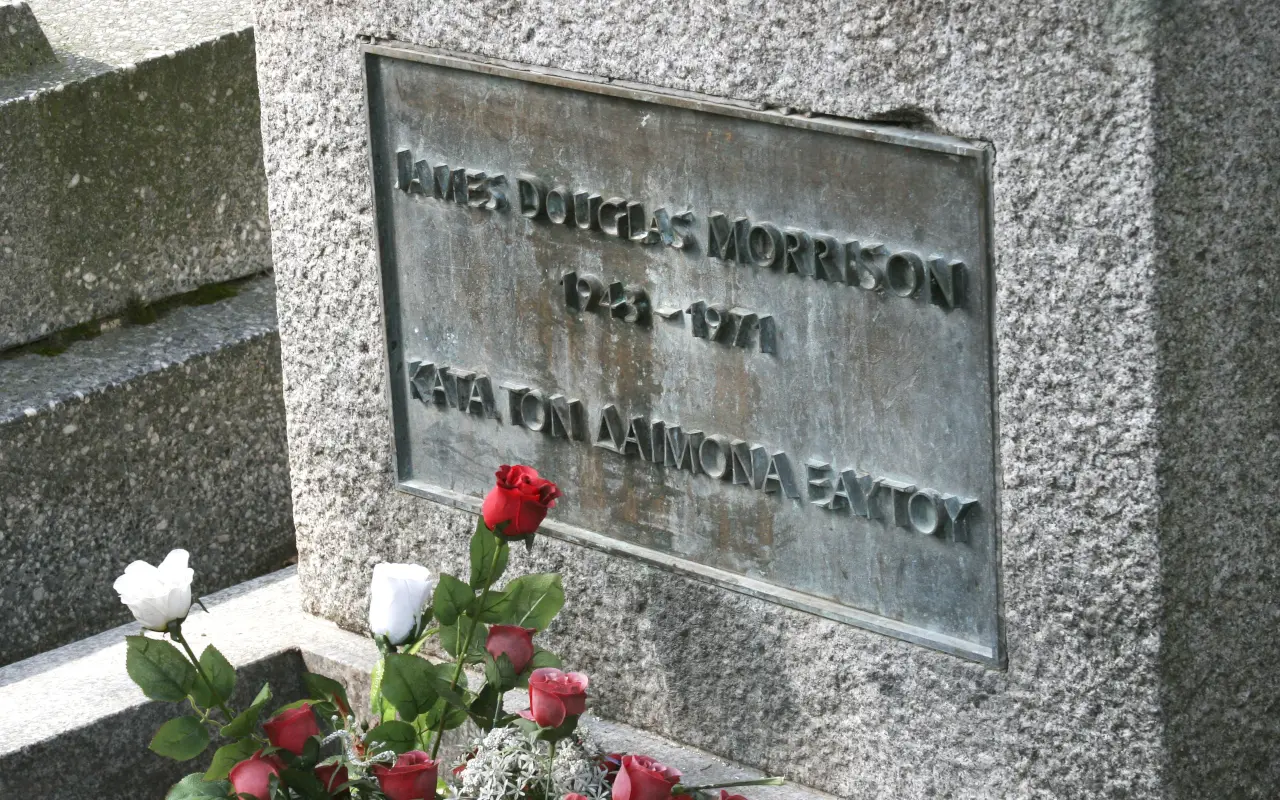 JAMES DOUGLAS MORRISON
1943 – 1971
ΚΑΤΑ ΤΟΝ ΔΑΙΜΟΝΑ ΕΑΥΤΟΥ